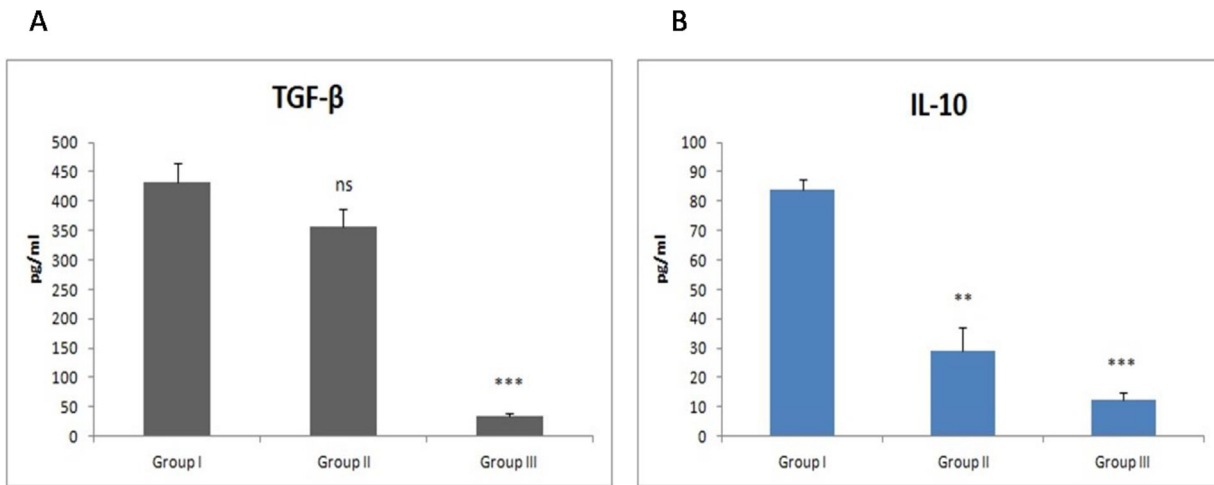 A
TGF-β
500
450
400
350
300
250
200
150
100
50
0
pg/ml
ns
***
Group I
Group II
Group III
B
IL-10
100
90
80
70
60
50
40
30
20
10
0
pg/ml
**
***
Group I
Group II
Group III